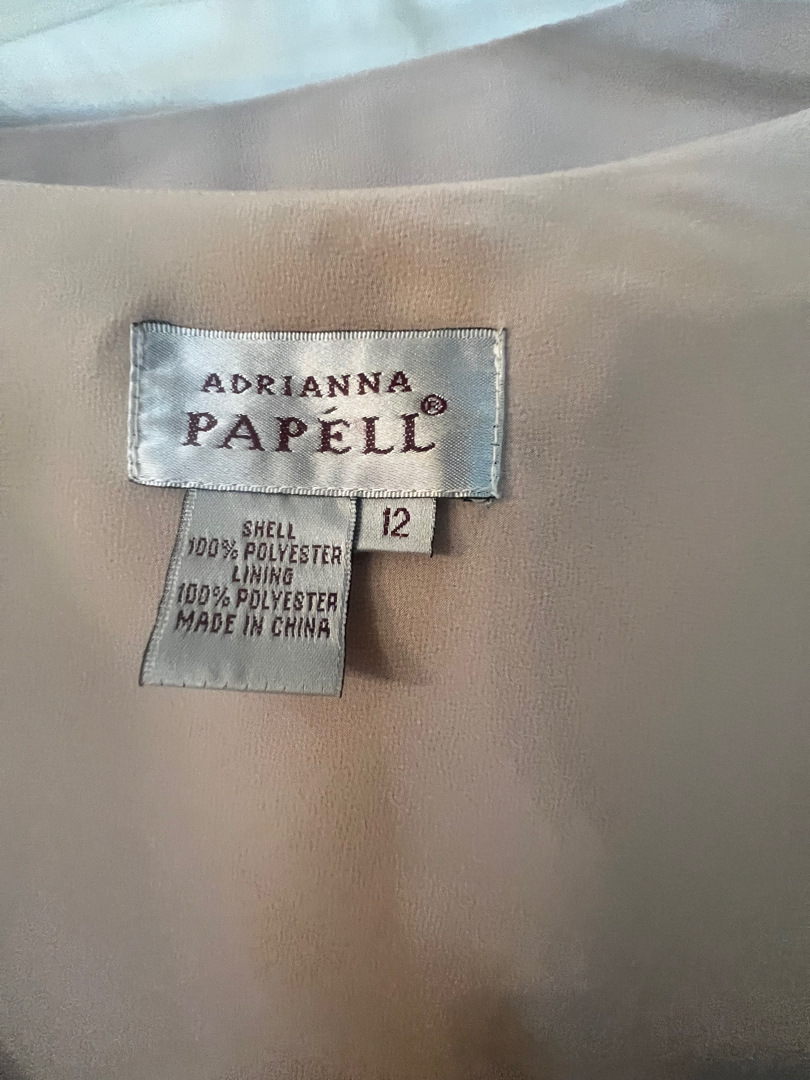 ADRIANNA
PAPÉLL®
12
SHELL
100% POLYESTER
LINING
100% POLYESTER
MADE IN CHINA